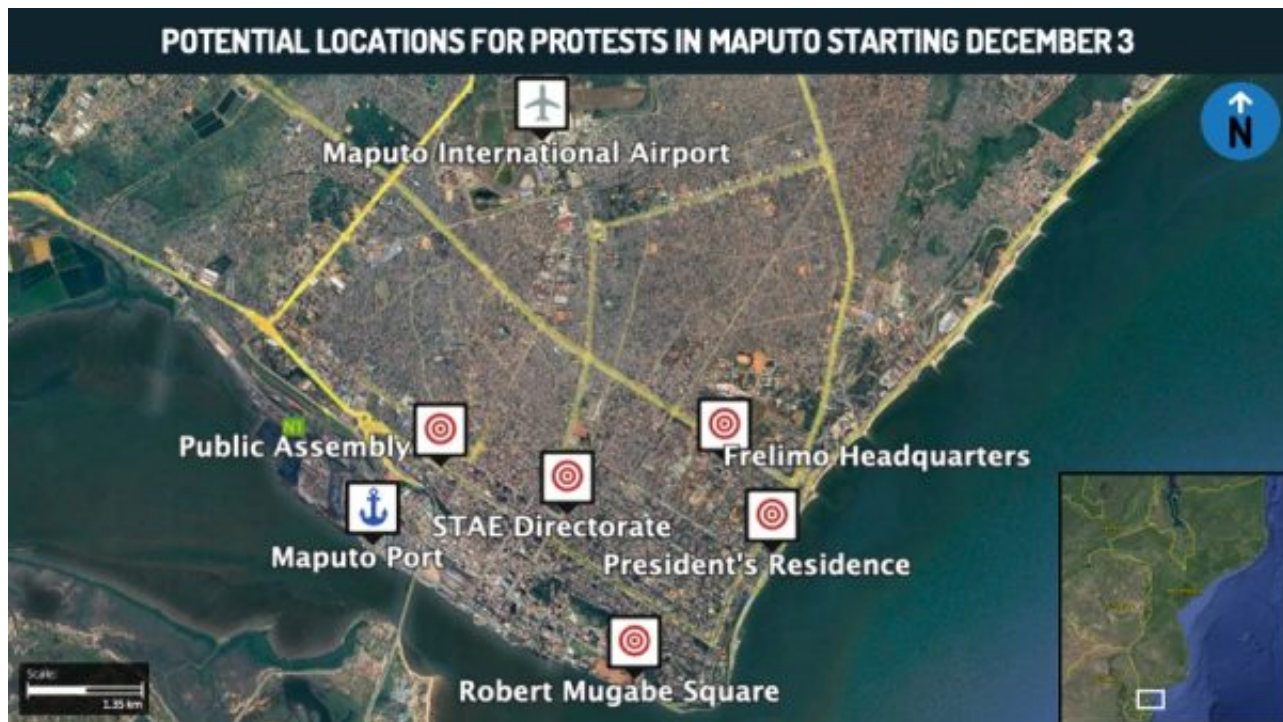 POTENTIAL LOCATIONS FOR PROTESTS IN MAPUTO STARTING DECEMBER 3
N
Maputo International Airport
N1
Public Assembly
Frelimo Headquarters
STAE Directorate
Maputo Port
President's Residence
Robert Mugabe Square
Scale:
1.35 km